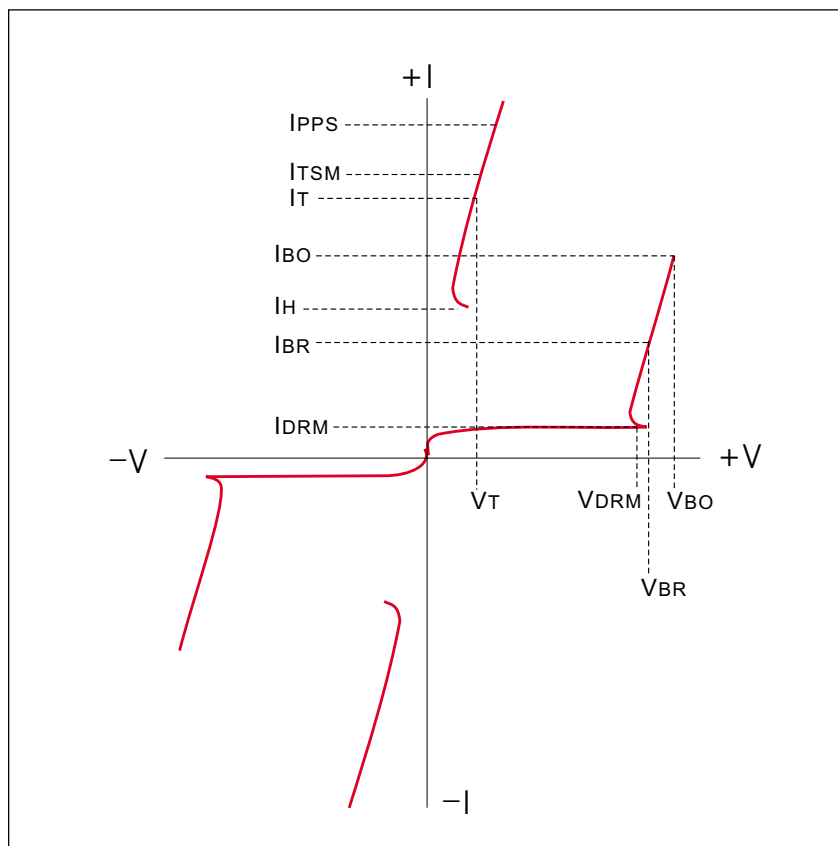 +I
IPPS
ITSM
IT
IBO
IH
IBR
IDRM
−V
+V
VT
VDRM
VBO
VBR
−I